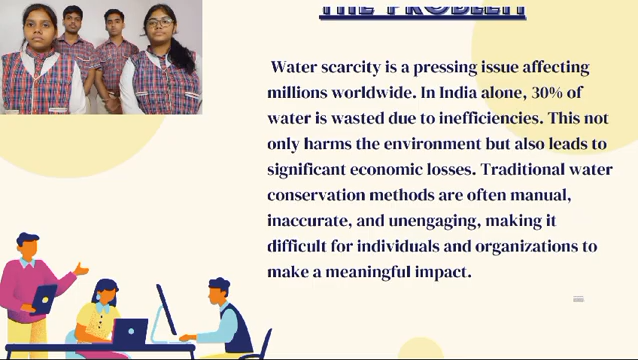 THE PROBLEM
Water scarcity is a pressing issue affecting
millions worldwide. In India alone, 30% of
water is wasted due to inefficiencies. This not
only harms the environment but also leads to
significant economic losses. Traditional water
conservation methods are often manual,
inaccurate, and unengaging, making it
difficult for individuals and organizations to
make a meaningful impact.